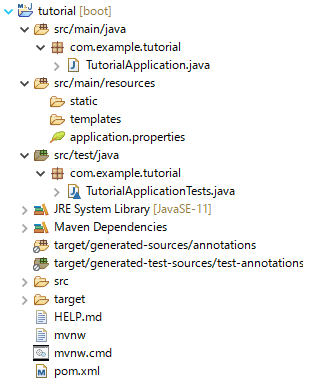 tutorial [boot]
src/main/java
com.example.tutorial
TutorialApplication.java
src/main/resources
static
templates
application.properties
src/test/java
com.example.tutorial
TutorialApplicationTests.java
JRE System Library [JavaSE-11]
Maven Dependencies
target/generated-sources/annotations
target/generated-test-sources/test-annotations
src
target
HELP.md
mvnw
mvnw.cmd
pom.xml